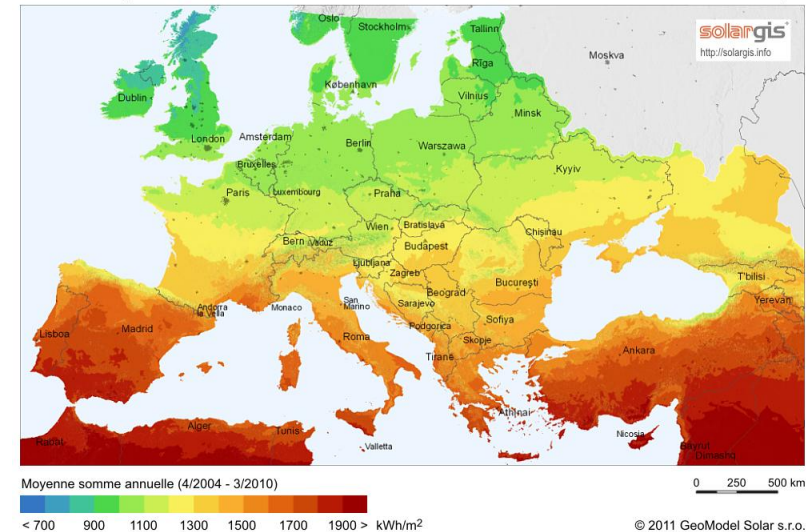 Oslo
Stockholm
Tallinn
solargis
http://solargis.info
Moskva
Rīga
København
Dublin
Vilnius
Minsk
London
Amsterdam
Berlin
Warszawa
Bruxelles
Kyyiv
Paris
Luxembourg
Praha
Wien
Bratislava
Chişinau
Bern
Vaduz
Budapest
Ljubljana
Zagreb
T'bilisi
Bucureşti
Beograd
Yerevan
Andorra
la Vella
Monaco
San
Marino
Sarajevo
Sofiya
Lisboa
Madrid
Roma
Podgorica
Skopje
Tiranë
Ankara
Athinai
Alger
Tunis
Nicosia
Rabat
Valletta
Bayrut
Dimashq
Moyenne somme annuelle (4/2004 - 3/2010)
0 250 500 km
< 700 900 1100 1300 1500 1700 1900 > kWh/m2
© 2011 GeoModel Solar s.r.o.